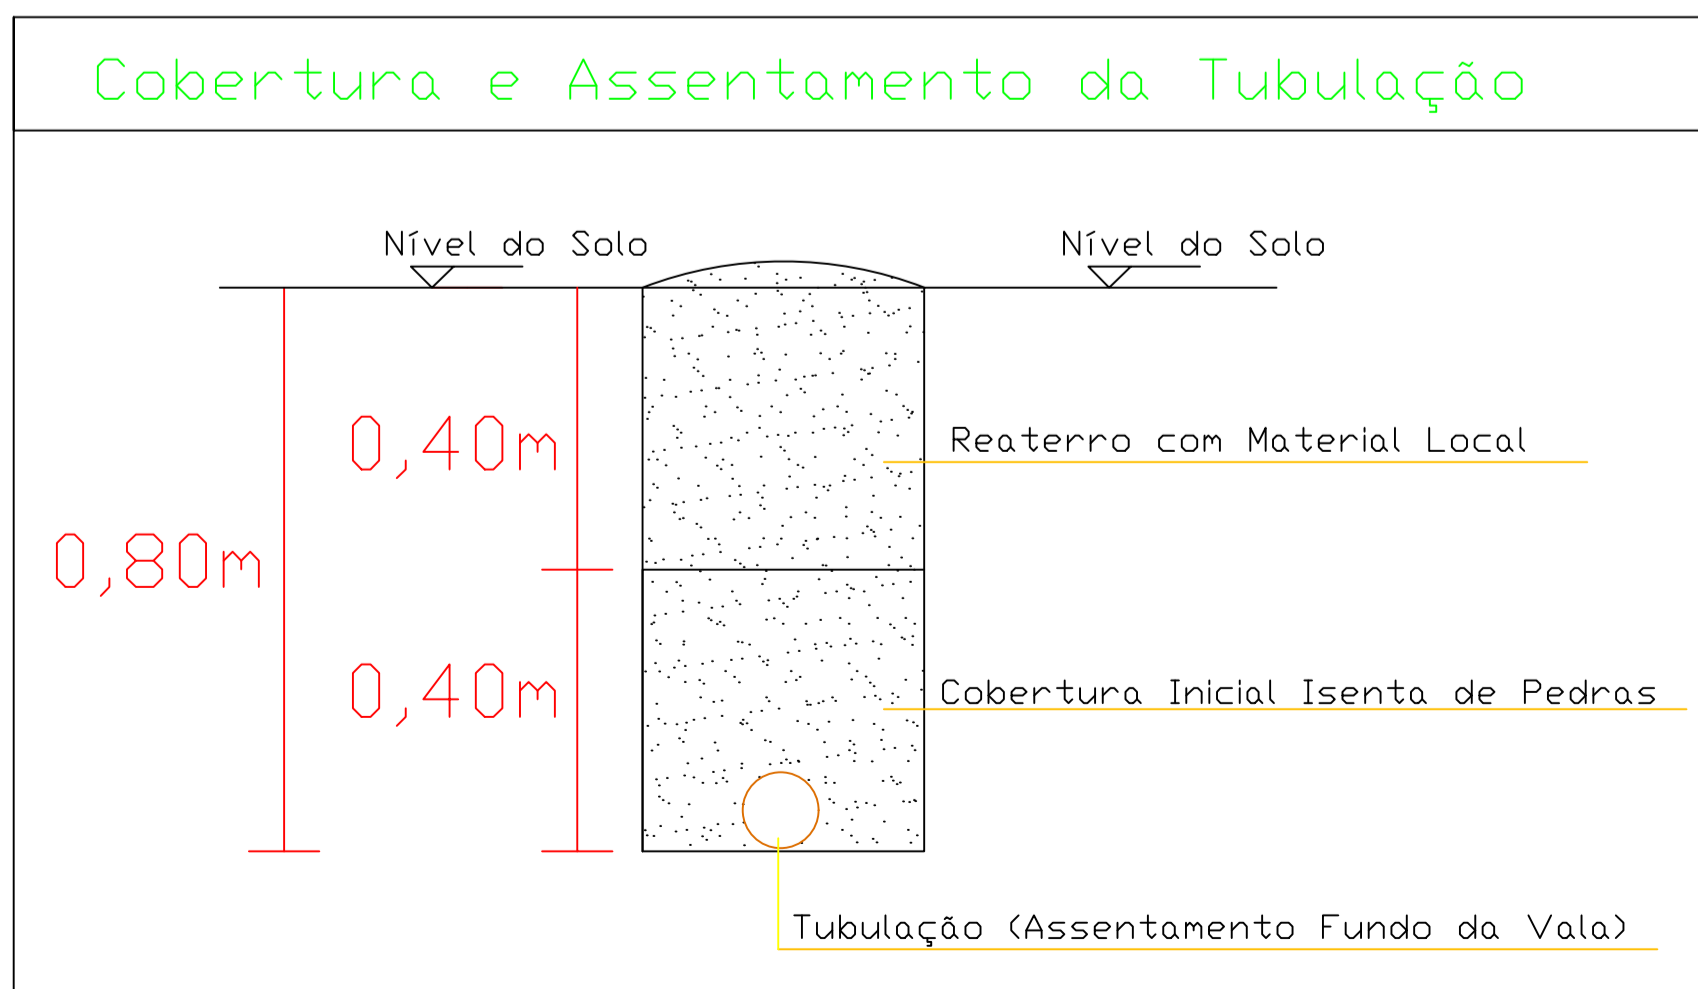 Cobertura e Assentamento da Tubulação
Nível do Solo
Nível do Solo
0,40m
Reaterro com Material Local
0,80m
0,40m
Cobertura Inicial Isenta de Pedras
Tubulação (Assentamento Fundo da Vala)